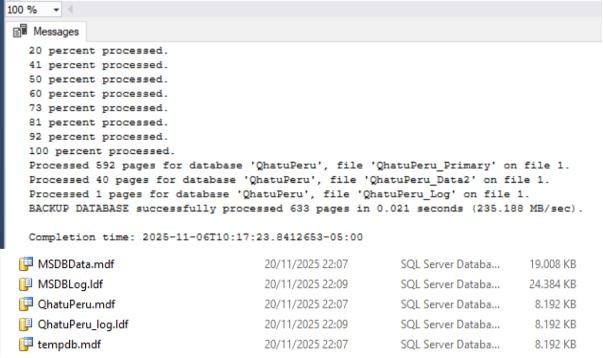 100 %
Messages
20 percent processed.
41 percent processed.
50 percent processed.
60 percent processed.
73 percent processed.
81 percent processed.
92 percent processed.
100 percent processed.
Processed 592 pages for database 'QhatuPeru', file 'QhatuPeru_Primary' on file 1.
Processed 40 pages for database 'QhatuPeru', file 'QhatuPeru_Data2' on file 1.
Processed 1 pages for database 'QhatuPeru', file 'QhatuPeru_Log' on file 1.
BACKUP DATABASE successfully processed 633 pages in 0.021 seconds (235.188 MB/sec).
Completion time: 2025-11-06T10:17:23.8412653-05:00
MSDBData.mdf 20/11/2025 22:07 SQL Server Databa... 19.008 KB
MSDBLog.ldf 20/11/2025 22:09 SQL Server Databa... 24.384 KB
QhatuPeru.mdf 20/11/2025 22:07 SQL Server Databa... 8.192 KB
QhatuPeru_log.ldf 20/11/2025 22:09 SQL Server Databa... 8.192 KB
tempdb.mdf 20/11/2025 22:07 SQL Server Databa... 8.192 KB